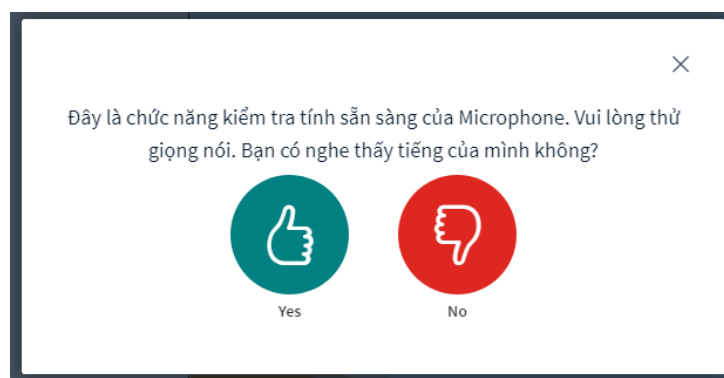 Đây là chức năng kiểm tra tính sẵn sàng của Microphone. Vui lòng thử
giọng nói. Bạn có nghe thấy tiếng của mình không?
Yes
No